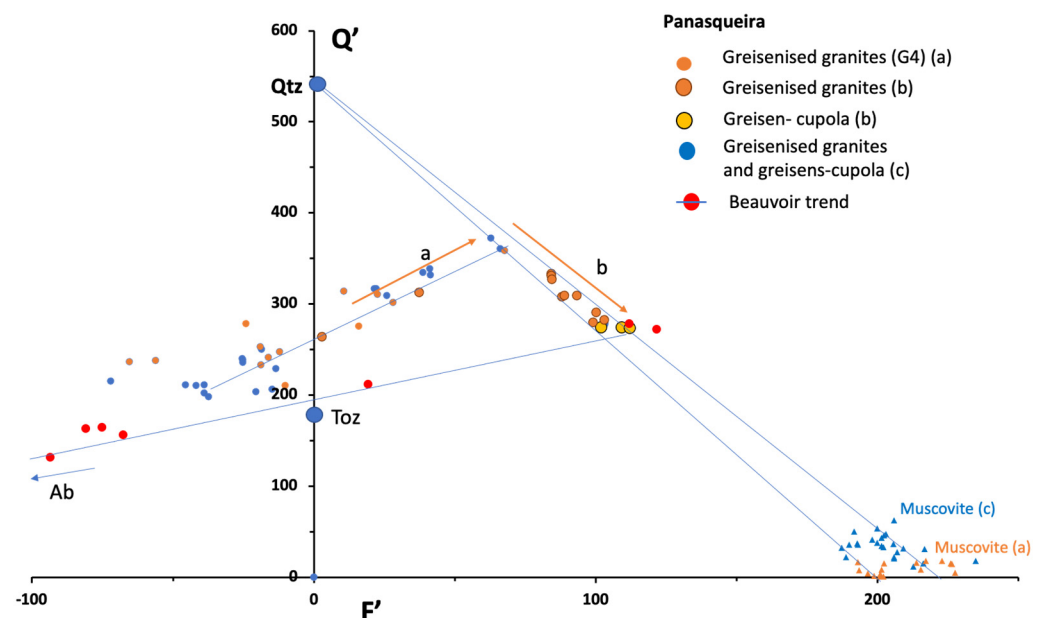 Panasqueira
Greisenised granites (G4) (a)
Greisenised granites (b)
Greisen- cupola (b)
Greisenised granites
and greisens-cupola (c)
Beauvoir trend
600
Q’
Qtz
500
400
a
b
300
200
Toz
100
Ab
Muscovite (c)
Muscovite (a)
0
-100
0
100
200
F’